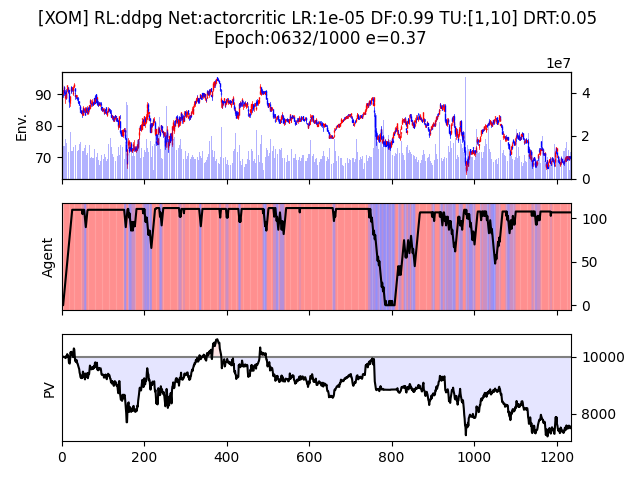 [XOM] RL:ddpg Net:actorcritic LR:1e-05 DF:0.99 TU:[1,10] DRT:0.05
Epoch:0632/1000 e=0.37
1e7
Env.
90
80
70
4
2
0
Agent
100
50
0
PV
10000
8000
0 200 400 600 800 1000 1200